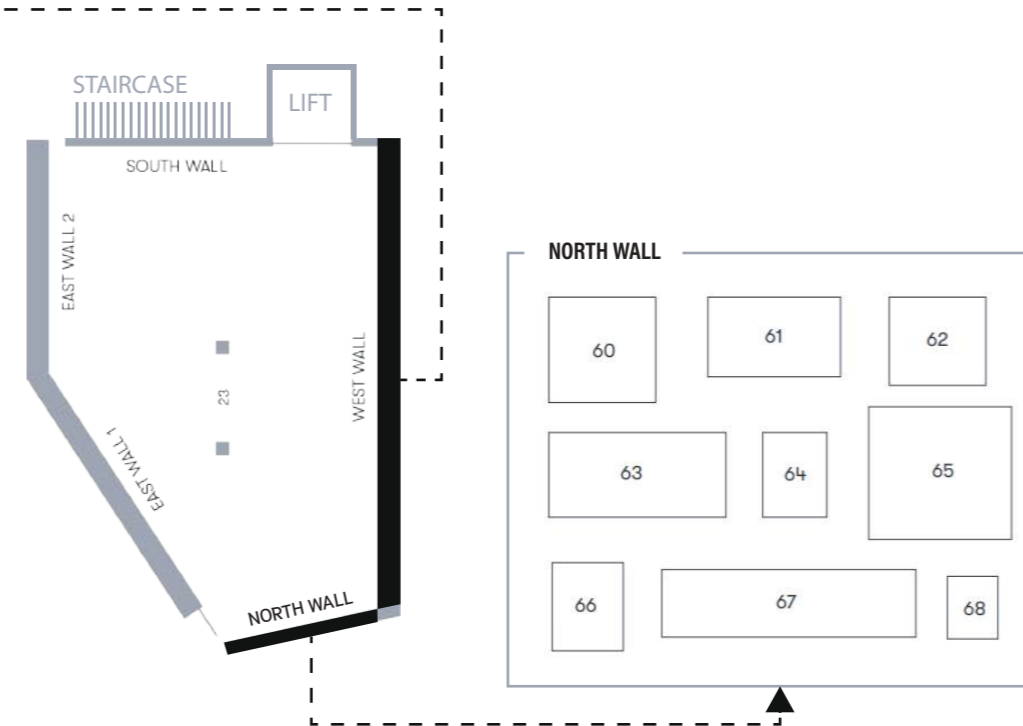 STAIRCASE
LIFT
SOUTH WALL
EAST WALL 2
WEST WALL
23
EAST WALL 1
NORTH WALL
NORTH WALL
60
61
62
63
64
65
66
67
68